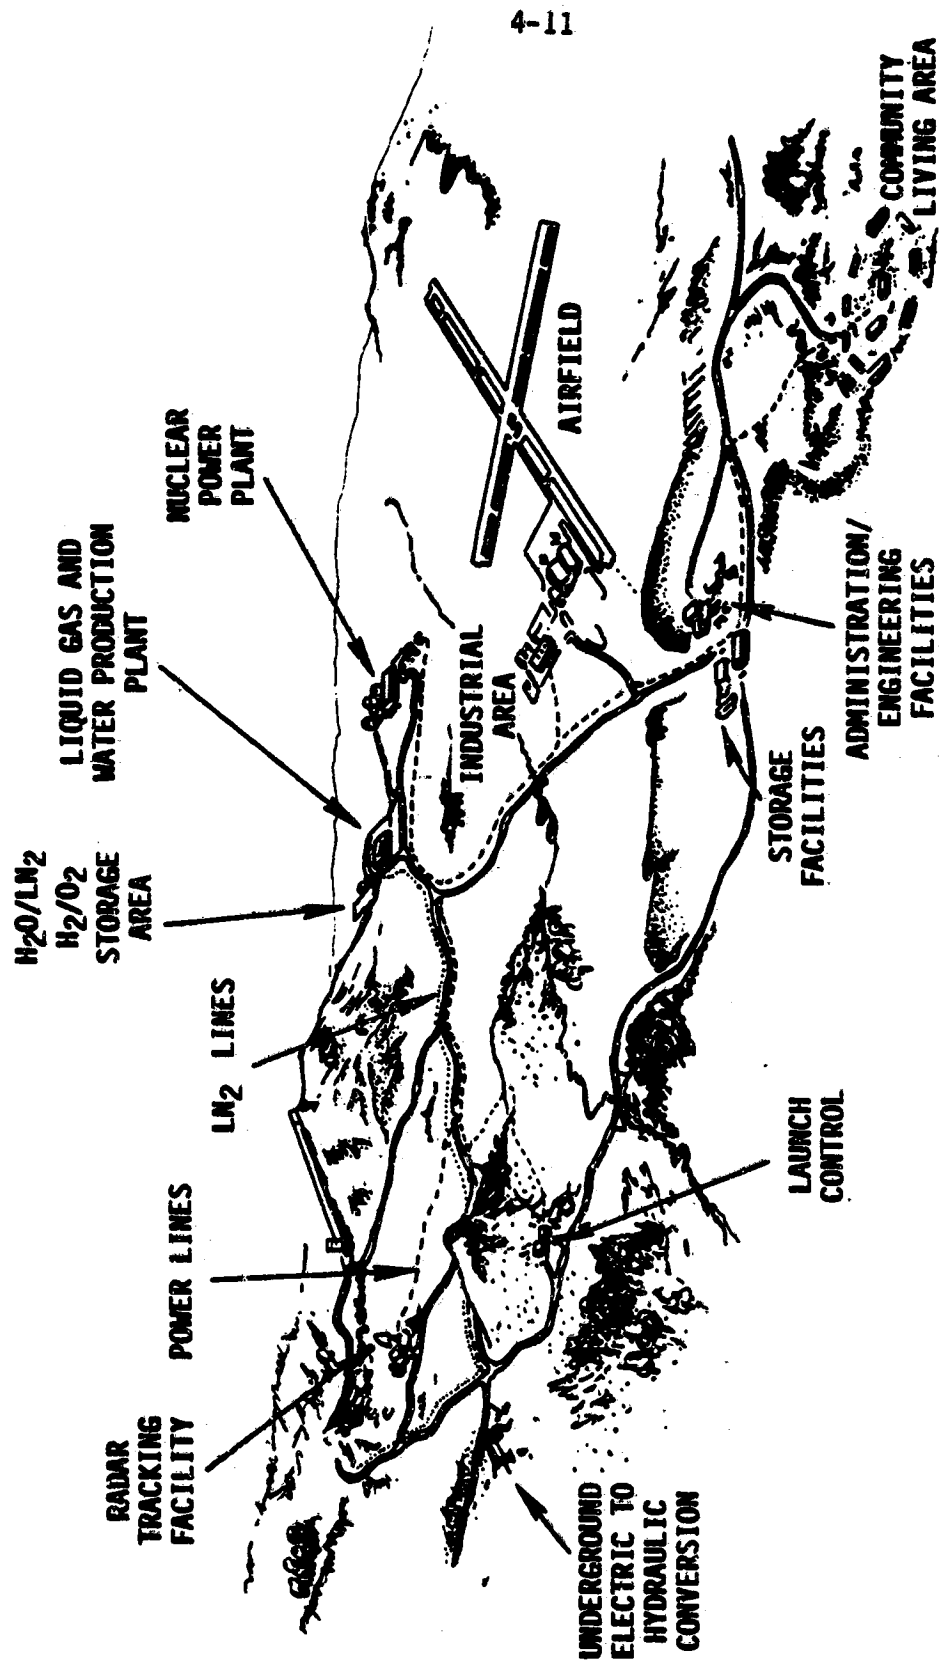 4-11
RADAR
TRACKING
FACILITY
POWER LINES
LN2 LINES
H2O/LN2
H2/O2
STORAGE
AREA
LIQUID GAS AND
WATER PRODUCTION
PLANT
NUCLEAR
POWER
PLANT
INDUSTRIAL
AREA
AIRFIELD
UNDERGROUND
ELECTRIC TO
HYDRAULIC
CONVERSION
LAUNCH
CONTROL
STORAGE
FACILITIES
ADMINISTRATION/
ENGINEERING
FACILITIES
COMMUNITY
LIVING AREA